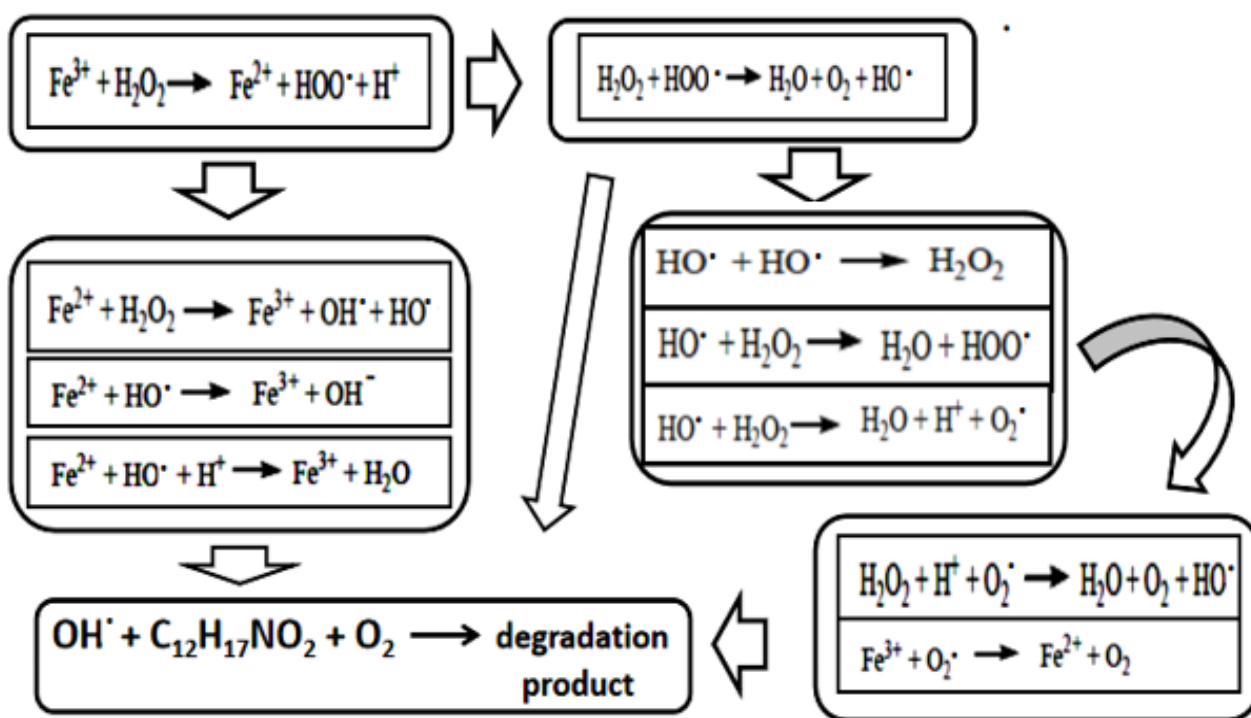 Fe³⁺ + H₂O₂ → Fe²⁺ + HOO˙ + H⁺
H₂O₂ + HOO˙ → H₂O + O₂ + HO˙
Fe²⁺ + H₂O₂ → Fe³⁺ + OH˙ + HO˙
Fe²⁺ + HO˙ → Fe³⁺ + OH⁻
Fe²⁺ + HO˙ + H⁺ → Fe³⁺ + H₂O
HO˙ + HO˙ → H₂O₂
HO˙ + H₂O₂ → H₂O + HOO˙
HO˙ + H₂O₂ → H₂O + H⁺ + O₂˙
H₂O₂ + H⁺ + O₂˙ → H₂O + O₂ + HO˙
Fe³⁺ + O₂˙ → Fe²⁺ + O₂
OH˙ + C₁₂H₁₇NO₂ + O₂ → degradation
product